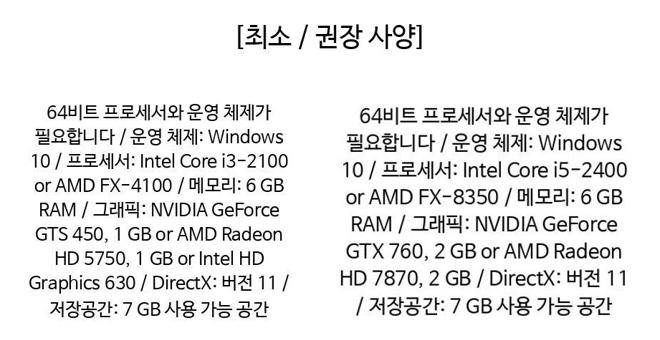 [최소 / 권장 사양]
64비트 프로세서와 운영 체제가
필요합니다 / 운영 체제: Windows
10 / 프로세서: Intel Core i3-2100
or AMD FX-4100 / 메모리: 6 GB
RAM / 그래픽: NVIDIA GeForce
GTS 450, 1 GB or AMD Radeon
HD 5750, 1 GB or Intel HD
Graphics 630 / DirectX: 버전 11 /
저장공간: 7 GB 사용 가능 공간
64비트 프로세서와 운영 체제가
필요합니다 / 운영 체제: Windows
10 / 프로세서: Intel Core i5-2400
or AMD FX-8350 / 메모리: 6 GB
RAM / 그래픽: NVIDIA GeForce
GTX 760, 2 GB or AMD Radeon
HD 7870, 2 GB / DirectX: 버전 11
/ 저장공간: 7 GB 사용 가능 공간